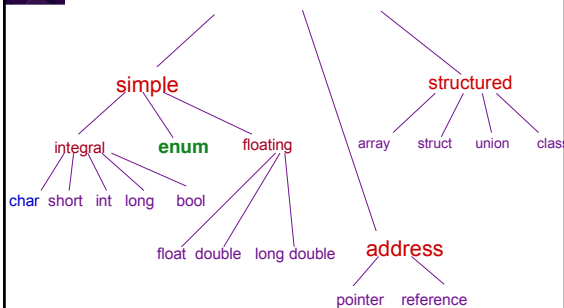 simple structured
integral enum floating array struct union class
char short int long bool
float double long double address
pointer reference